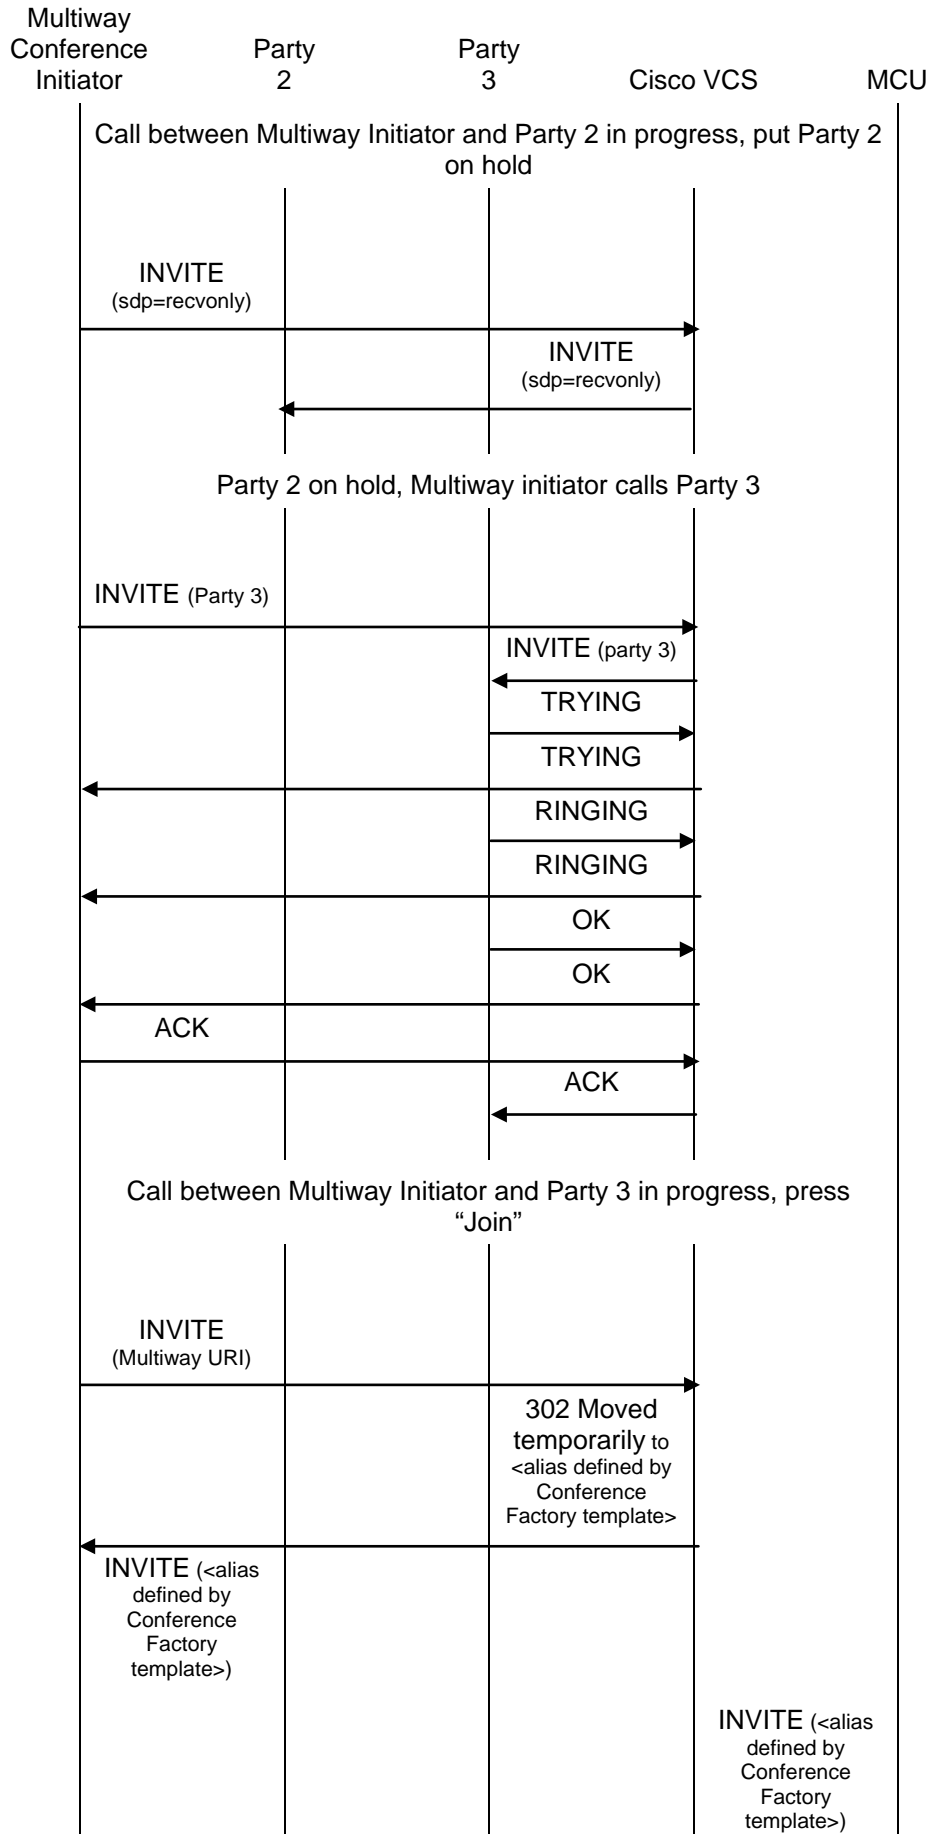 Multiway
Conference
Initiator
Party
2
Party
3
Cisco VCS
MCU
Call between Multiway Initiator and Party 2 in progress, put Party 2
on hold
INVITE
(sdp=recvonly)
INVITE
(sdp=recvonly)
Party 2 on hold, Multiway initiator calls Party 3
INVITE (Party 3)
INVITE (party 3)
TRYING
TRYING
RINGING
RINGING
OK
OK
ACK
ACK
Call between Multiway Initiator and Party 3 in progress, press
“Join”
INVITE
(Multiway URI)
302 Moved
temporarily to
<alias defined by
Conference
Factory template>
INVITE (<alias
defined by
Conference
Factory
template>)
INVITE (<alias
defined by
Conference
Factory
template>)